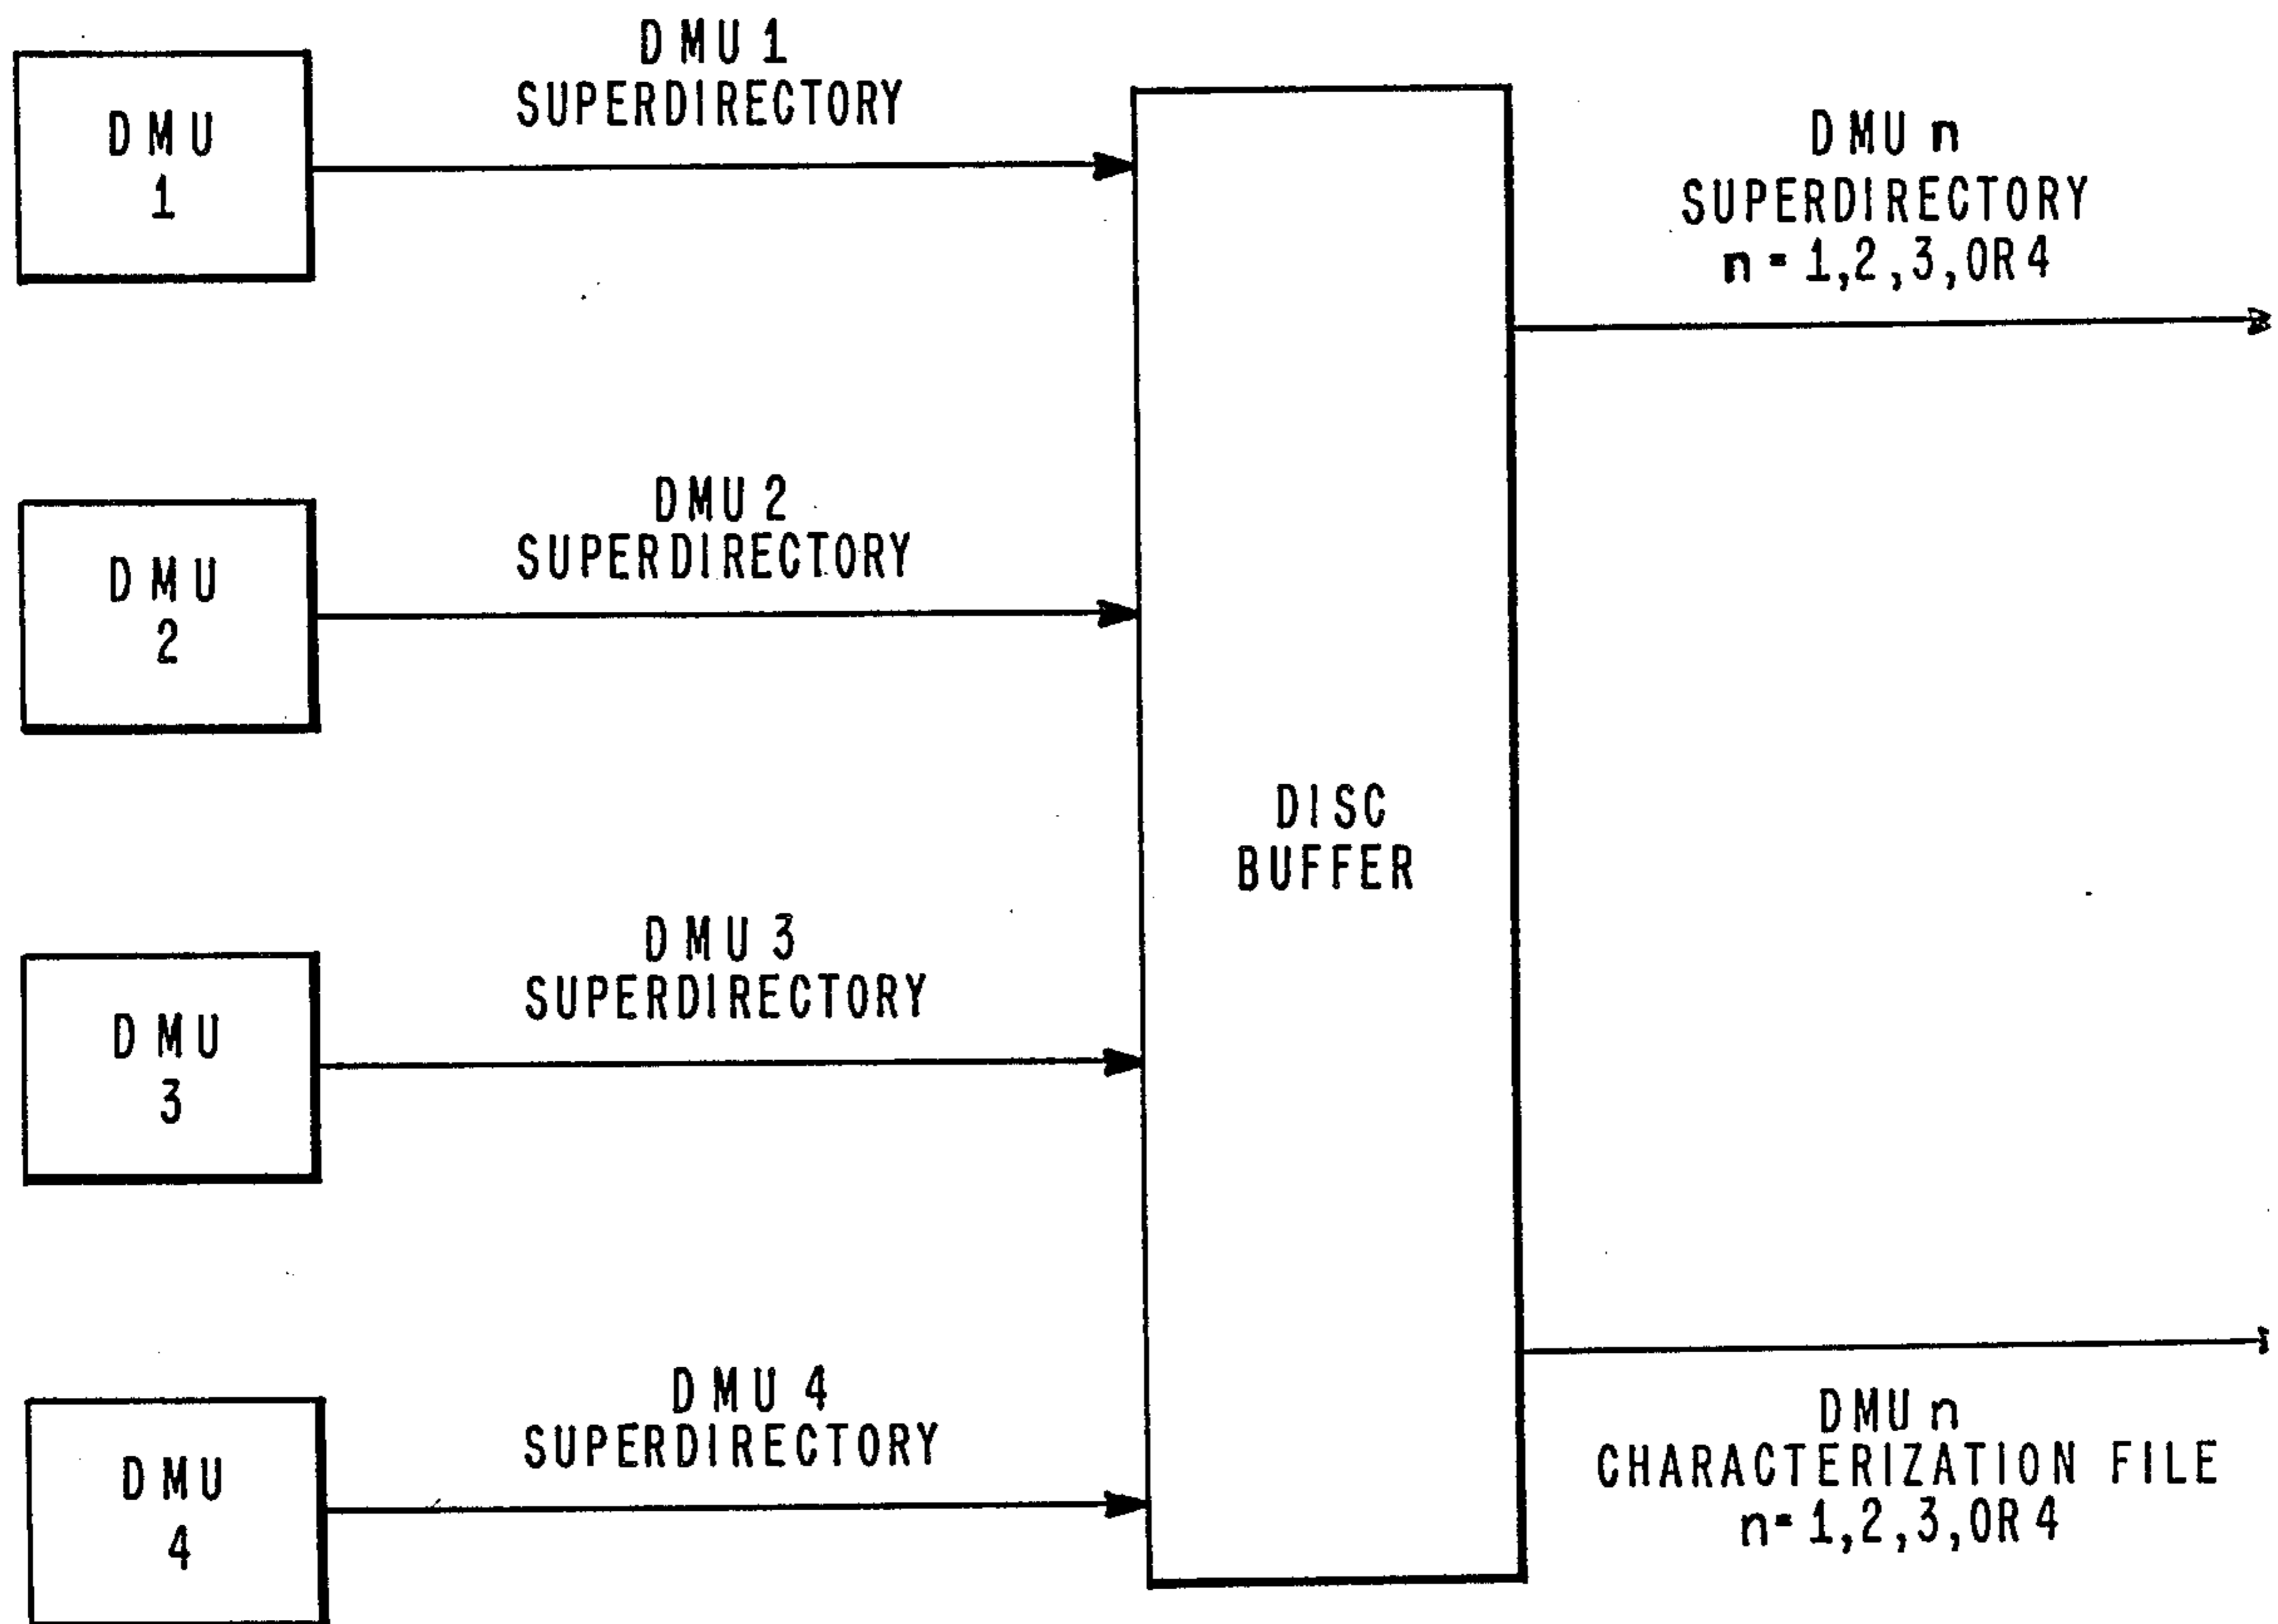 DMU
1
DMU 1
SUPERDIRECTORY
DMU
2
DMU 2
SUPERDIRECTORY
DMU
3
DMU 3
SUPERDIRECTORY
DMU
4
DMU 4
SUPERDIRECTORY
DISC
BUFFER
DMU n
SUPERDIRECTORY
n = 1,2,3,OR 4
DMU n
CHARACTERIZATION FILE
n = 1,2,3,OR 4